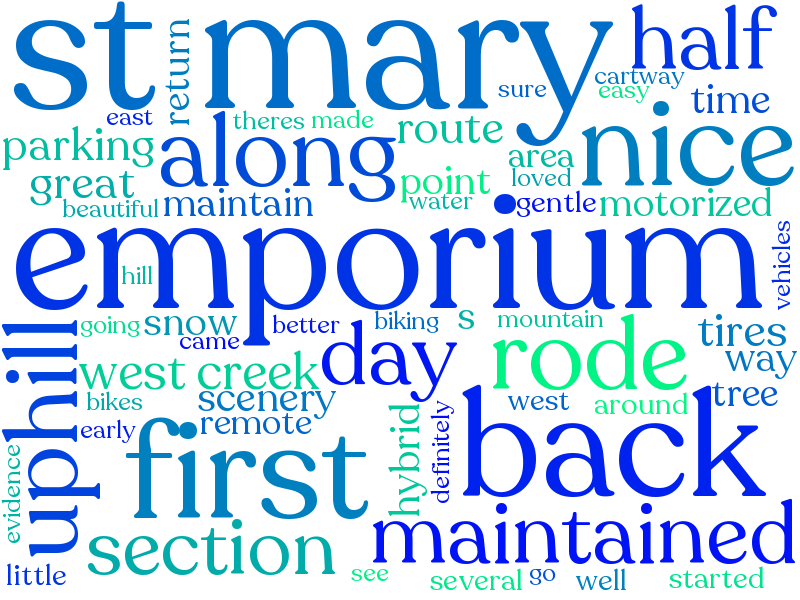 st mary
half
return
cartway
sure
easy
time
east
theres
made
route
nice
parking
along
area
great
point
loved
beautiful
maintain
water
gentle
motorized
emporium
vehicles
hill
going
snow
better
biking
s
mountain
tires
came
day
rode
way
uphill
west creek
scenery
west
tree
bikes
remote
around
early
first
hybrid
definitely
back
evidence
section
maintained
little
see
several
go
well
started